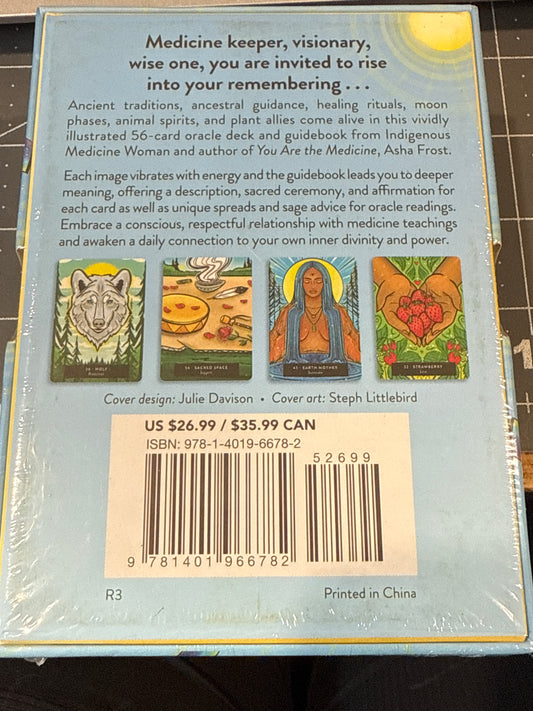 Medicine keeper, visionary,
wise one, you are invited to rise
into your remembering . . .
Ancient traditions, ancestral guidance, healing rituals, moon
phases, animal spirits, and plant allies come alive in this vividly
illustrated 56-card oracle deck and guidebook from Indigenous
Medicine Woman and author of You Are the Medicine, Asha Frost.
Each image vibrates with energy and the guidebook leads you to deeper
meaning, offering a description, sacred ceremony, and affirmation for
each card as well as unique spreads and sage advice for oracle readings.
Embrace a conscious, respectful relationship with medicine teachings
and awaken a daily connection to your own inner divinity and power.
WOLF
SACRED SPACE
EARTH MOTHER
STRAWBERRY
Cover design: Julie Davison • Cover art: Steph Littlebird
US $26.99 / $35.99 CAN
ISBN: 978-1-4019-6678-2
52699
9 781401 966782
R3
Printed in China